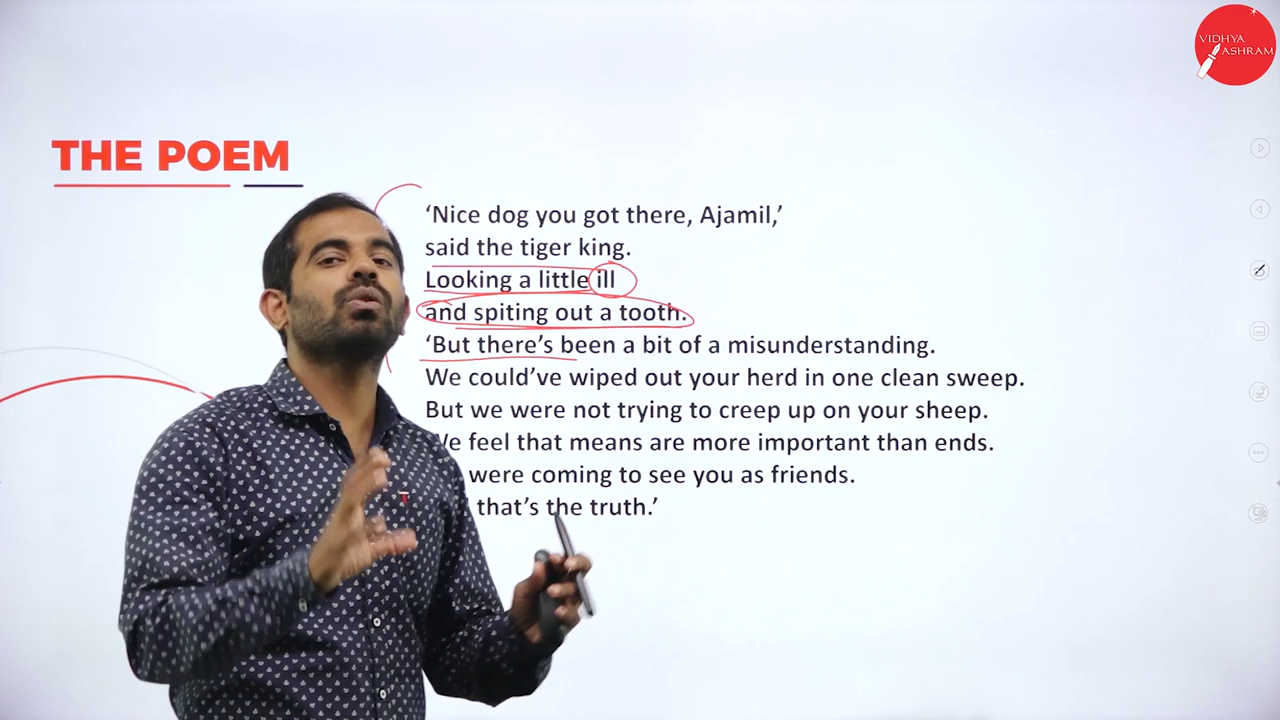 VIDHYA
ASHRAM
THE POEM
‘Nice dog you got there, Ajamil,’
said the tiger king.
Looking a little ill
and spiting out a tooth.
‘But there’s been a bit of a misunderstanding.
We could’ve wiped out your herd in one clean sweep.
But we were not trying to creep up on your sheep.
We feel that means are more important than ends.
were coming to see you as friends.
that’s the truth.’